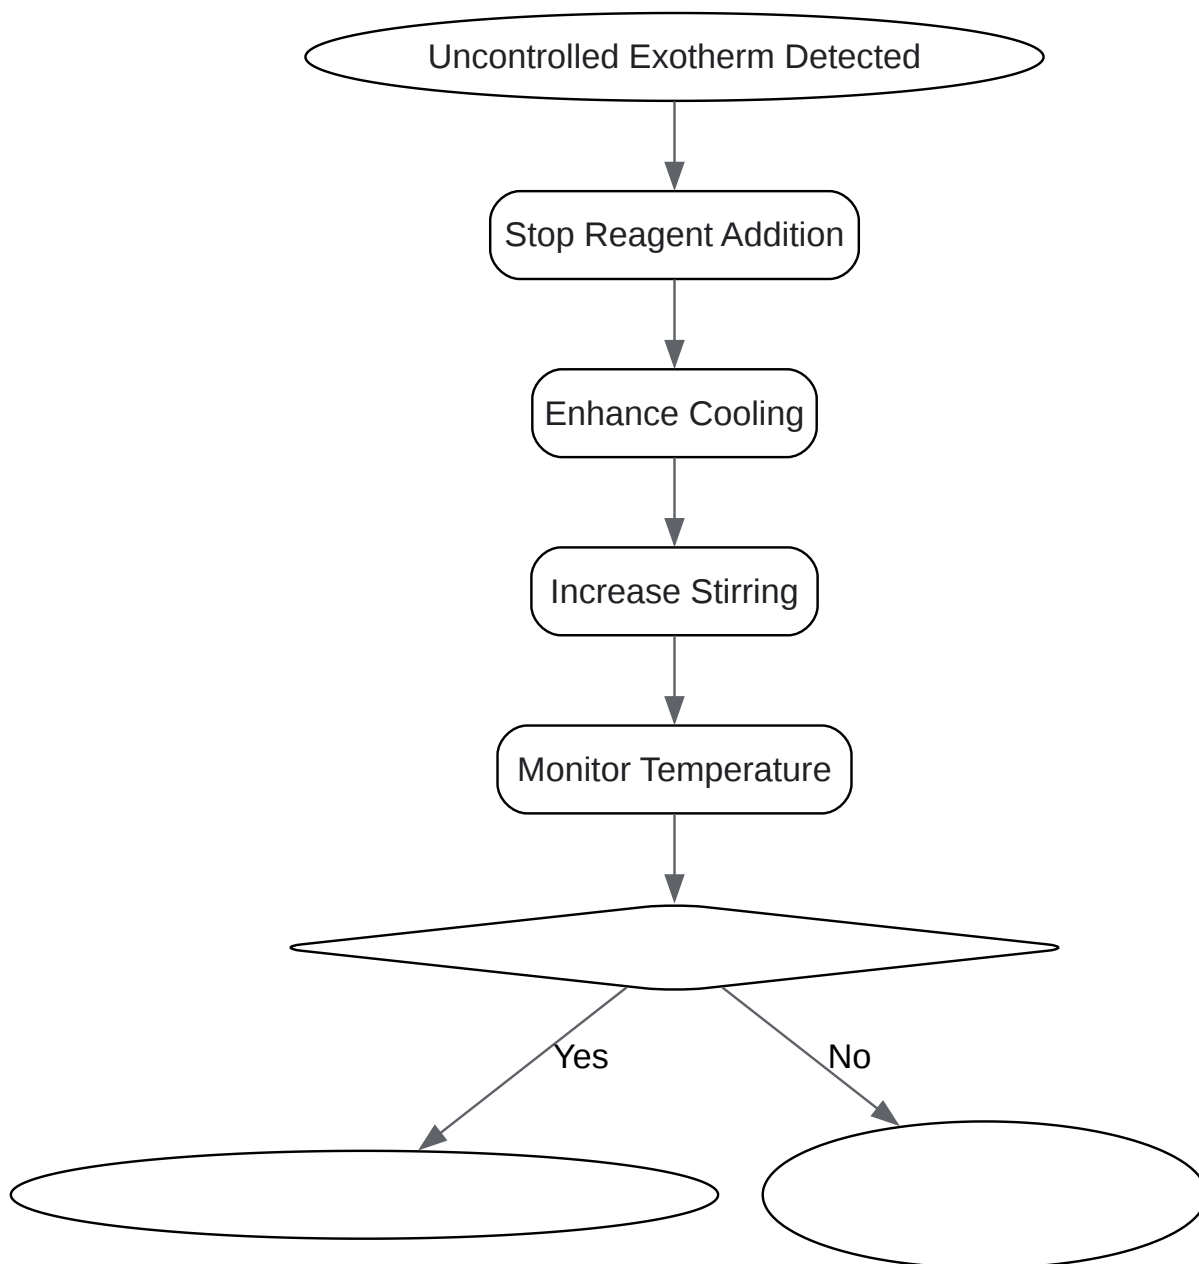 Uncontrolled Exotherm Detected
Stop Reagent Addition
Enhance Cooling
Increase Stirring
Monitor Temperature
Yes
No